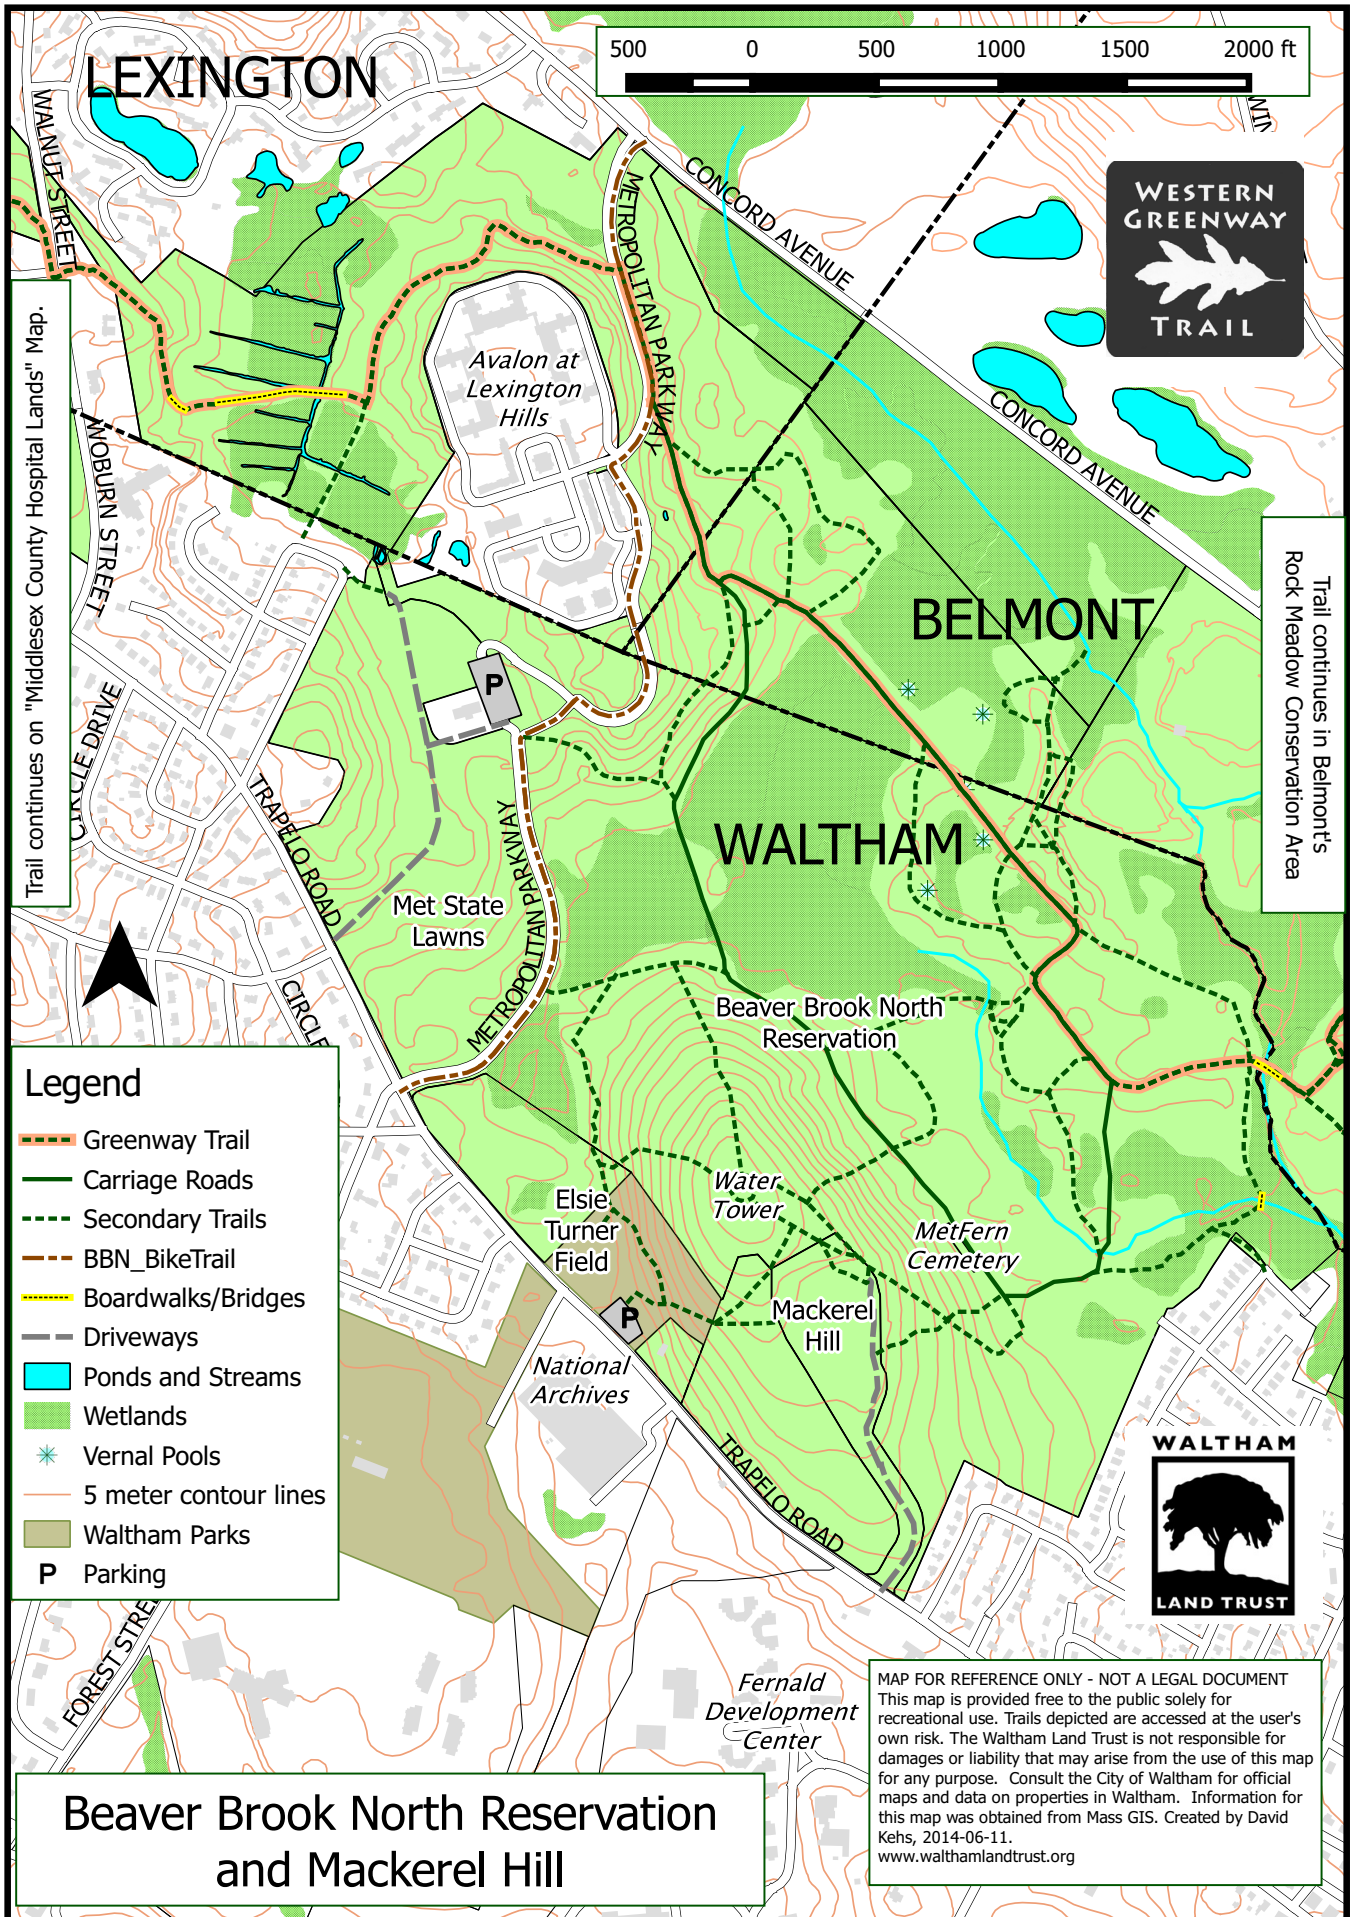 LEXINGTON
500 0 500 1000 1500 2000 ft
WALNUT STREET
METROPOLITAN PARKWAY
CONCORD AVENUE
WESTERN
GREENWAY
TRAIL
Trail continues on "Middlesex County Hospital Lands" Map.
Avalon at
Lexington
Hills
CONCORD AVENUE
WOBURN STREET
Trail continues in Belmont's
Rock Meadow Conservation Area
BELMONT
P
CIRCLE DRIVE
TRAPELO ROAD
METROPOLITAN PARKWAY
WALTHAM
Met State
Lawns
CIRCLE
Beaver Brook North
Reservation
Legend
Greenway Trail
Carriage Roads
Secondary Trails
BBN_BikeTrail
Boardwalks/Bridges
Driveways
Ponds and Streams
Wetlands
Vernal Pools
5 meter contour lines
Waltham Parks
P Parking
Elsie
Turner
Field
Water
Tower
MetFern
Cemetery
P
Mackerel
Hill
National
Archives
TRAPELO ROAD
WALTHAM
LAND TRUST
FOREST STRE
Fernald
Development
Center
MAP FOR REFERENCE ONLY - NOT A LEGAL DOCUMENT
This map is provided free to the public solely for
recreational use. Trails depicted are accessed at the user's
own risk. The Waltham Land Trust is not responsible for
damages or liability that may arise from the use of this map
for any purpose. Consult the City of Waltham for official
maps and data on properties in Waltham. Information for
this map was obtained from Mass GIS. Created by David
Kehs, 2014-06-11.
www.walthamlandtrust.org
Beaver Brook North Reservation
and Mackerel Hill